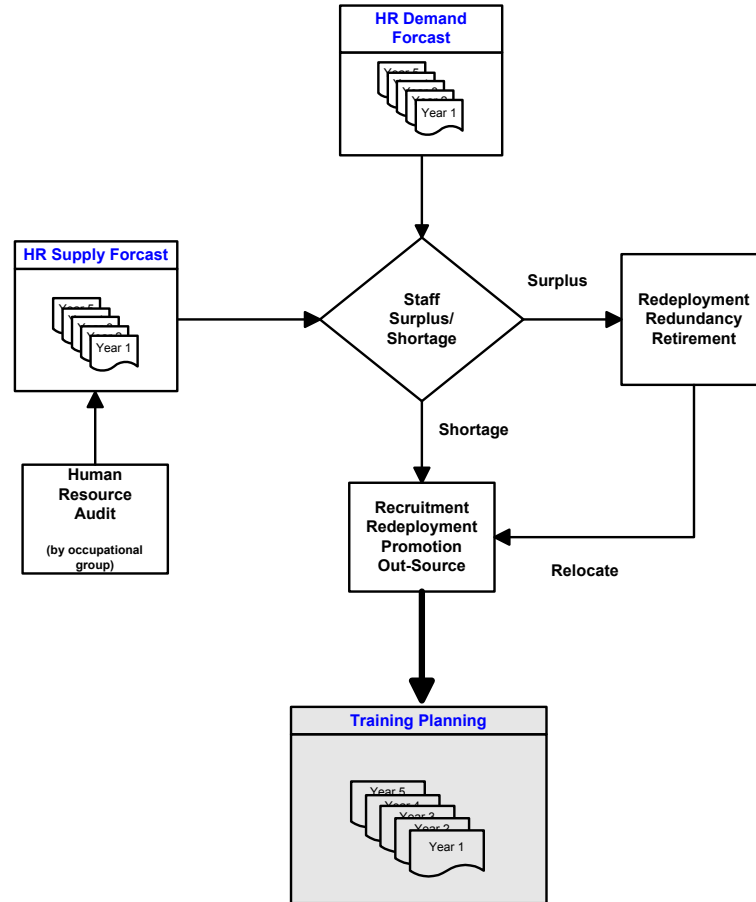 HR Demand
Forcast
Year 5
Year 1
HR Supply Forcast
Year 5
Year 1
Staff
Surplus/
Shortage
Surplus
Redeployment
Redundancy
Retirement
Shortage
Human
Resource
Audit
(by occupational
group)
Recruitment
Redeployment
Promotion
Out-Source
Relocate
Training Planning
Year 5
Year 4
Year 3
Year 2
Year 1